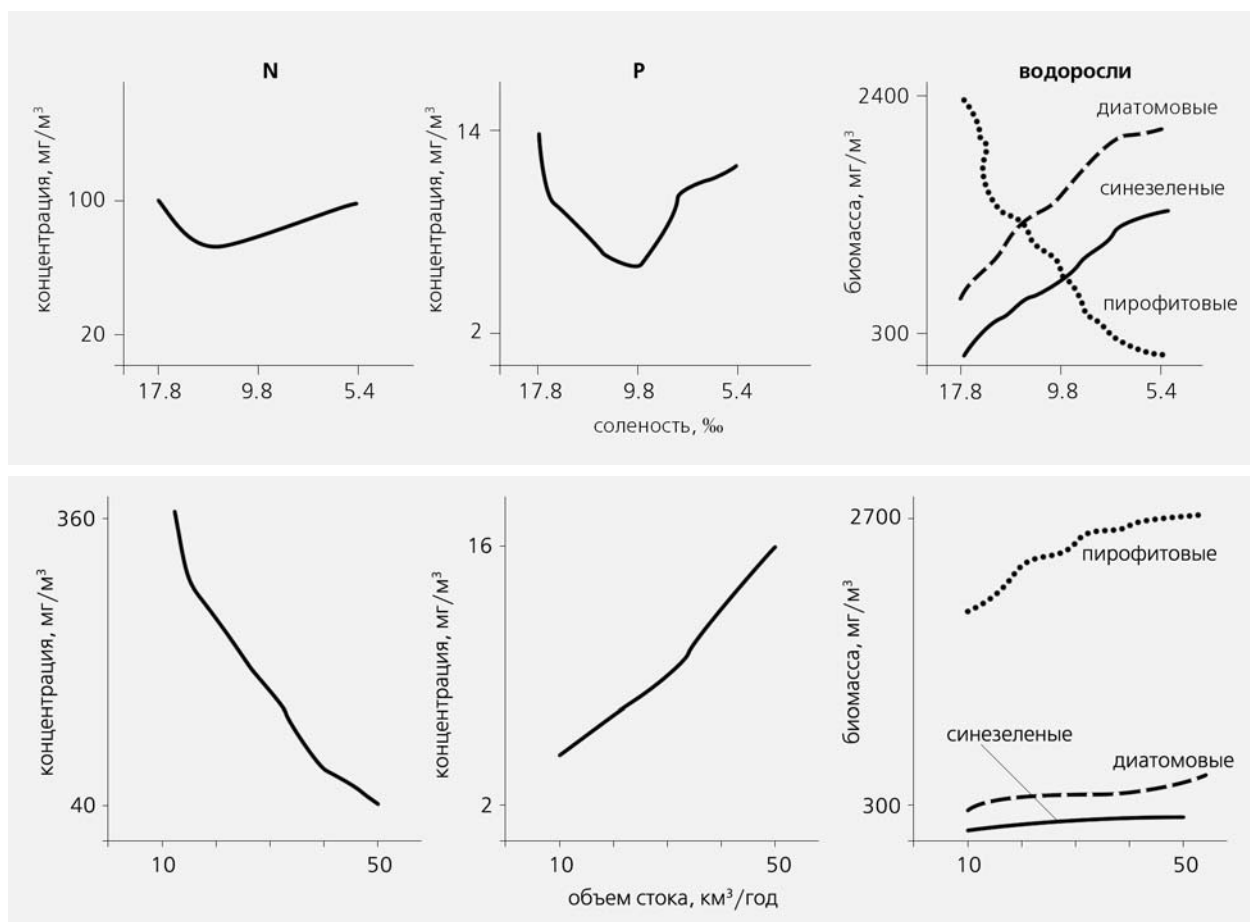 N
концентрация, мг/м³
100
20
17.8 9.8 5.4
P
концентрация, мг/м³
14
2
17.8 9.8 5.4
соленость, ‰
водоросли
биомасса, мг/м³
2400
300
диатомовые
синезеленые
пирофитовые
17.8 9.8 5.4
концентрация, мг/м³
360
40
10 50
концентрация, мг/м³
16
2
10 50
объем стока, км³/год
биомасса, мг/м³
2700
300
пирофитовые
синезеленые
диатомовые
10 50